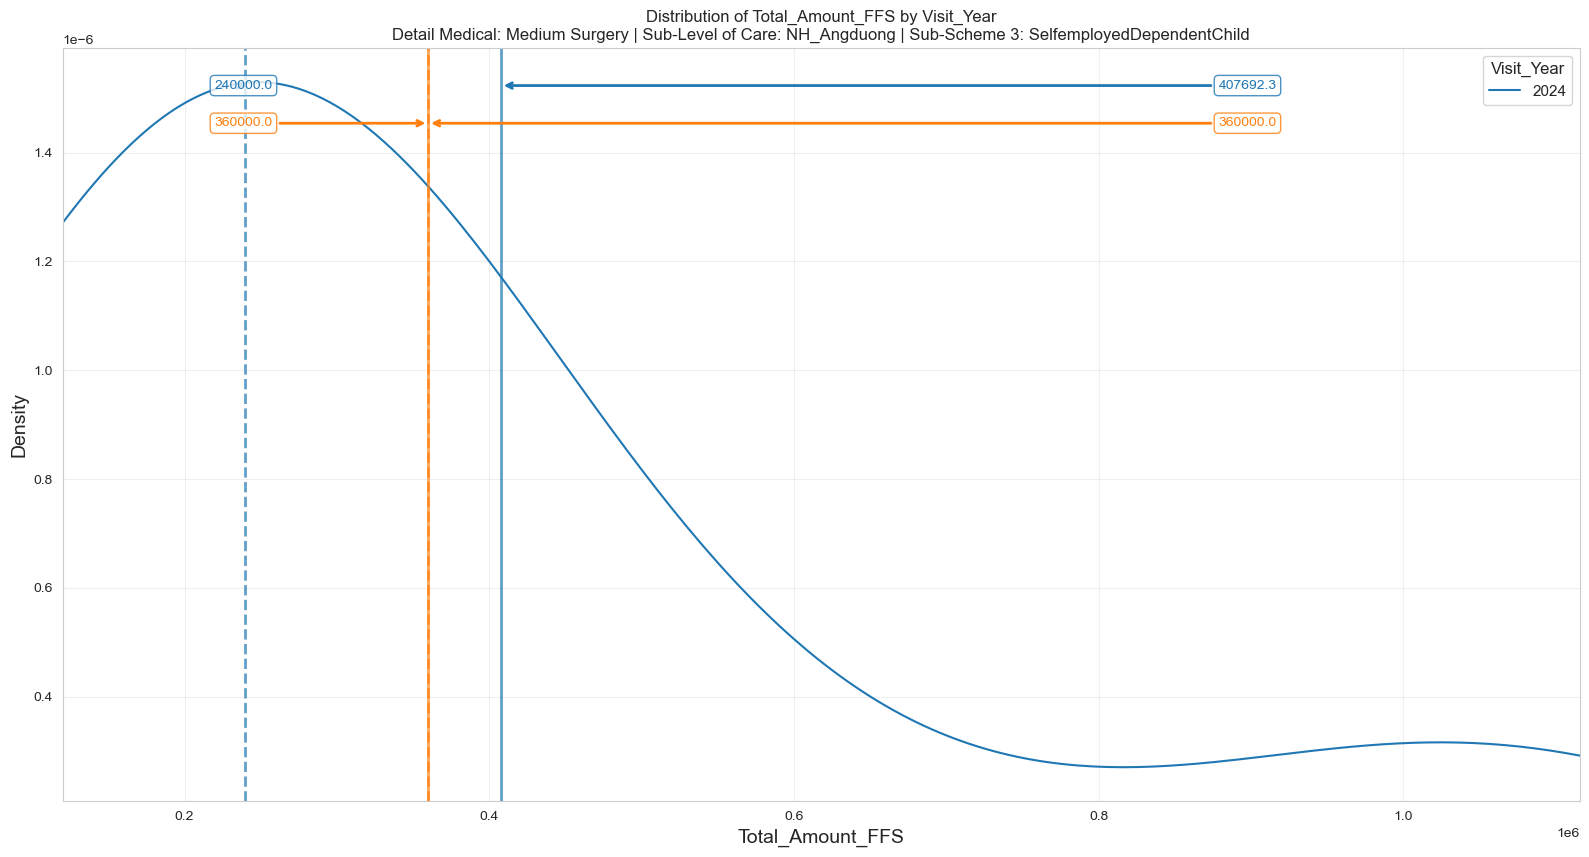 Distribution of Total_Amount_FFS by Visit_Year
Detail Medical: Medium Surgery | Sub-Level of Care: NH_Angduong | Sub-Scheme 3: SelfemployedDependentChild
1e−6
Visit_Year
2024
240000.0
407692.3
360000.0
360000.0
1.4
1.2
1.0
0.8
0.6
0.4
Density
0.2
0.4
0.6
0.8
1.0
1e6
Total_Amount_FFS